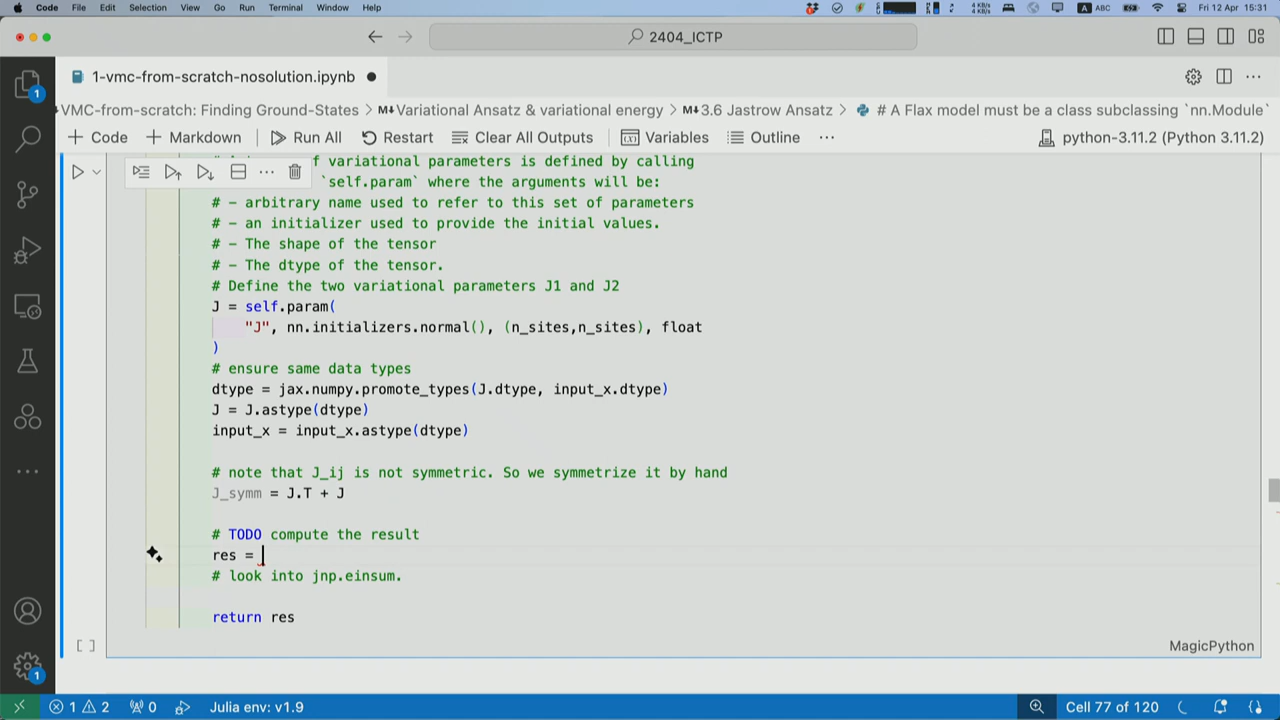 Code File Edit Selection View Go Run Terminal Window Help
A ABC Fri 12 Apr 15:31
2404_ICTP
1-vmc-from-scratch-nosolution.ipynb
VMC-from-scratch: Finding Ground-States > M↓Variational Ansatz & variational energy > M↓3.6 Jastrow Ansatz > # A Flax model must be a class subclassing `nn.Module`
+ Code + Markdown Run All Restart Clear All Outputs Variables Outline ··· python-3.11.2 (Python 3.11.2)
f variational parameters is defined by calling
`self.param` where the arguments will be:
# - arbitrary name used to refer to this set of parameters
# - an initializer used to provide the initial values.
# - The shape of the tensor
# - The dtype of the tensor.
# Define the two variational parameters J1 and J2
J = self.param(
"J", nn.initializers.normal(), (n_sites,n_sites), float
)
# ensure same data types
dtype = jax.numpy.promote_types(J.dtype, input_x.dtype)
J = J.astype(dtype)
input_x = input_x.astype(dtype)
# note that J_ij is not symmetric. So we symmetrize it by hand
J_symm = J.T + J
# TODO compute the result
res =
# look into jnp.einsum.
return res
[ ]
MagicPython
1
1
1 2 0 Julia env: v1.9 Cell 77 of 120